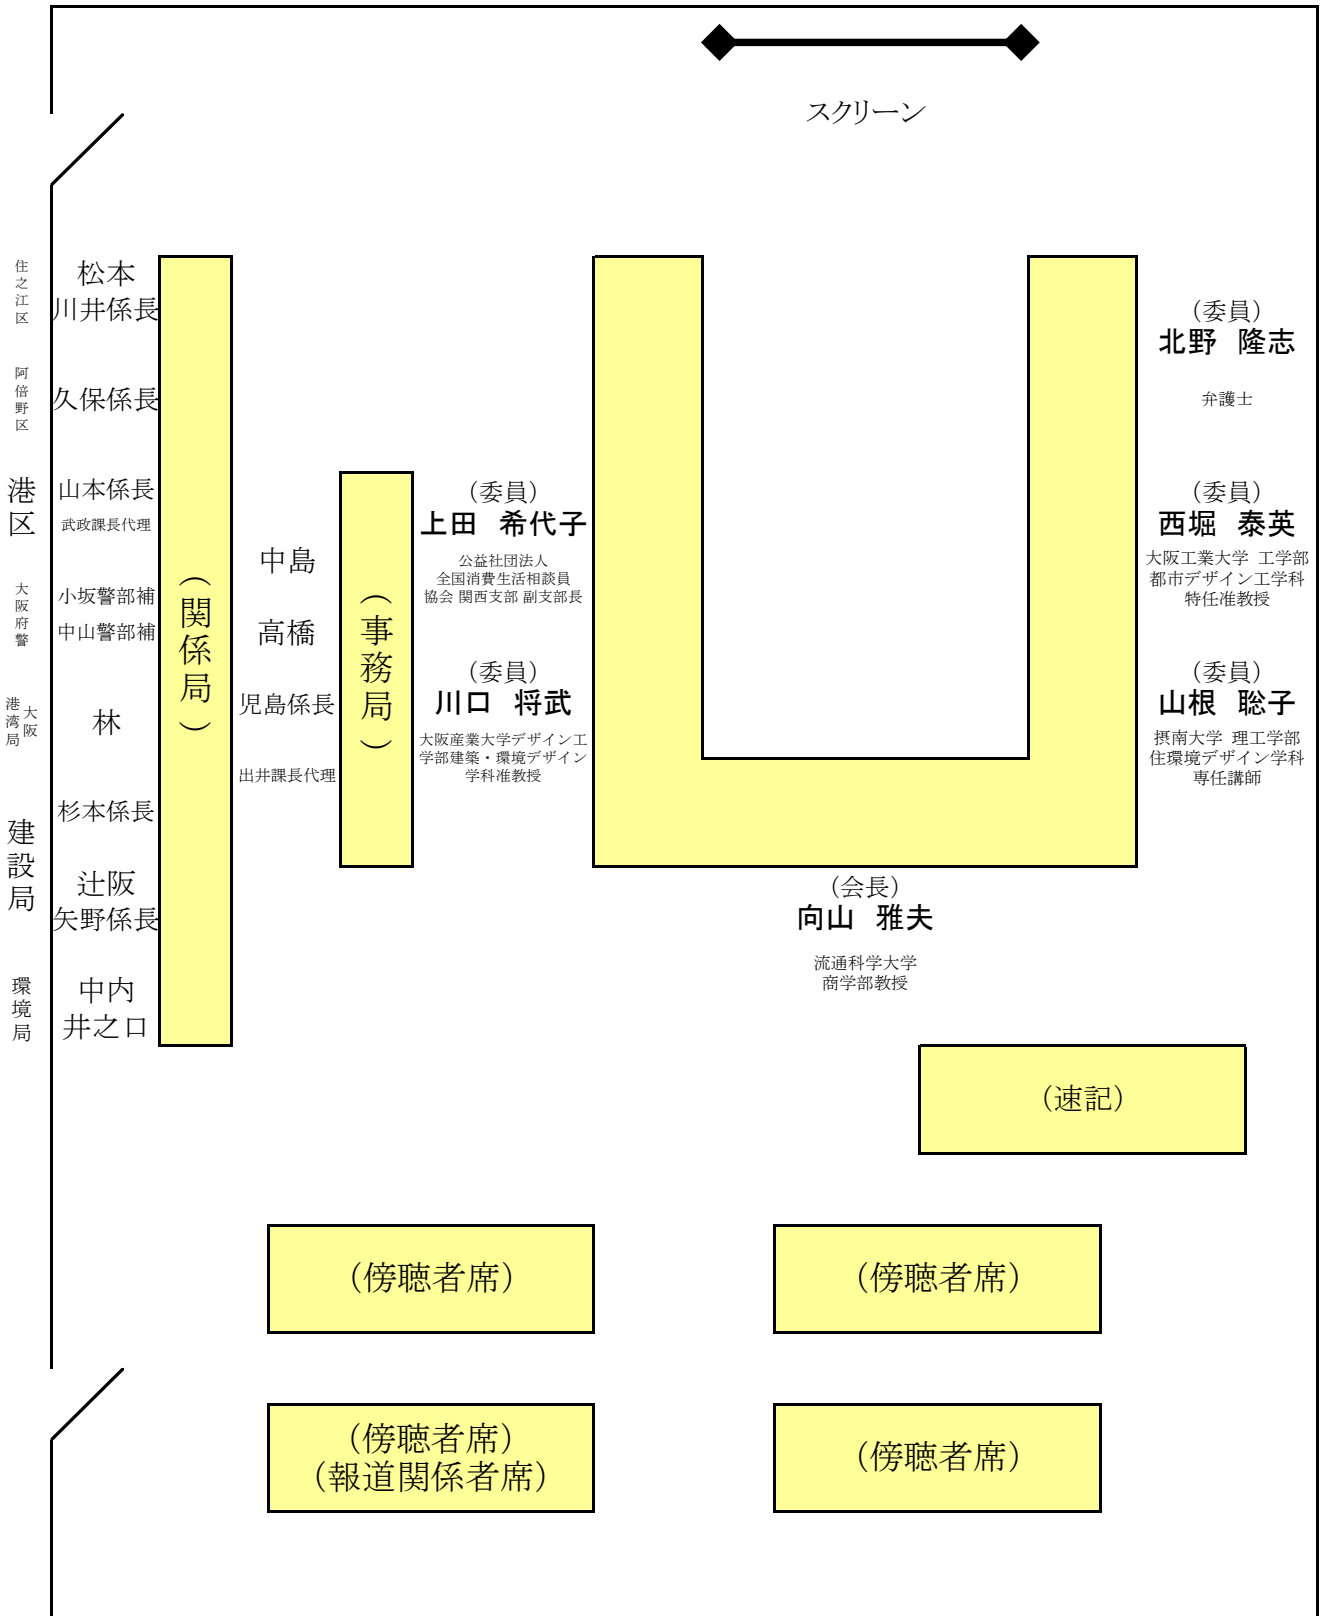 スクリーン
住之江区
松本
川井係長
阿倍野区
久保係長
港区
山本係長
武政課長代理
大阪府警
小坂警部補
中山警部補
大阪
港湾局
林
建設局
杉本係長
辻阪
矢野係長
環境局
中内
井之口
（関係局）
中島
高橋
児島係長
出井課長代理
（事務局）
（委員）
上田 希代子
公益社団法人
全国消費生活相談員
協会 関西支部 副支部長
（委員）
川口 将武
大阪産業大学デザイン工
学部建築・環境デザイン
学科准教授
（委員）
北野 隆志
弁護士
（委員）
西堀 泰英
大阪工業大学 工学部
都市デザイン工学科
特任准教授
（委員）
山根 聡子
摂南大学 理工学部
住環境デザイン学科
専任講師
（会長）
向山 雅夫
流通科学大学
商学部教授
（速記）
（傍聴者席）
（傍聴者席）
（傍聴者席）
（報道関係者席）
（傍聴者席）